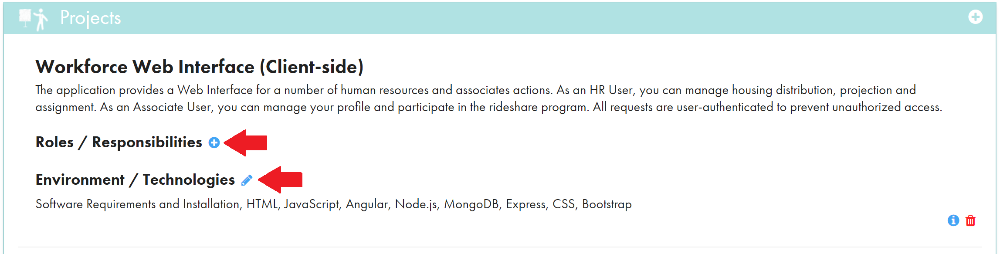 Projects
Workforce Web Interface (Client-side)
The application provides a Web Interface for a number of human resources and associates actions. As an HR User, you can manage housing distribution, projection and
assignment. As an Associate User, you can manage your profile and participate in the rideshare program. All requests are user-authenticated to prevent unauthorized access.
Roles / Responsibilities
Environment / Technologies
Software Requirements and Installation, HTML, JavaScript, Angular, Node.js, MongoDB, Express, CSS, Bootstrap